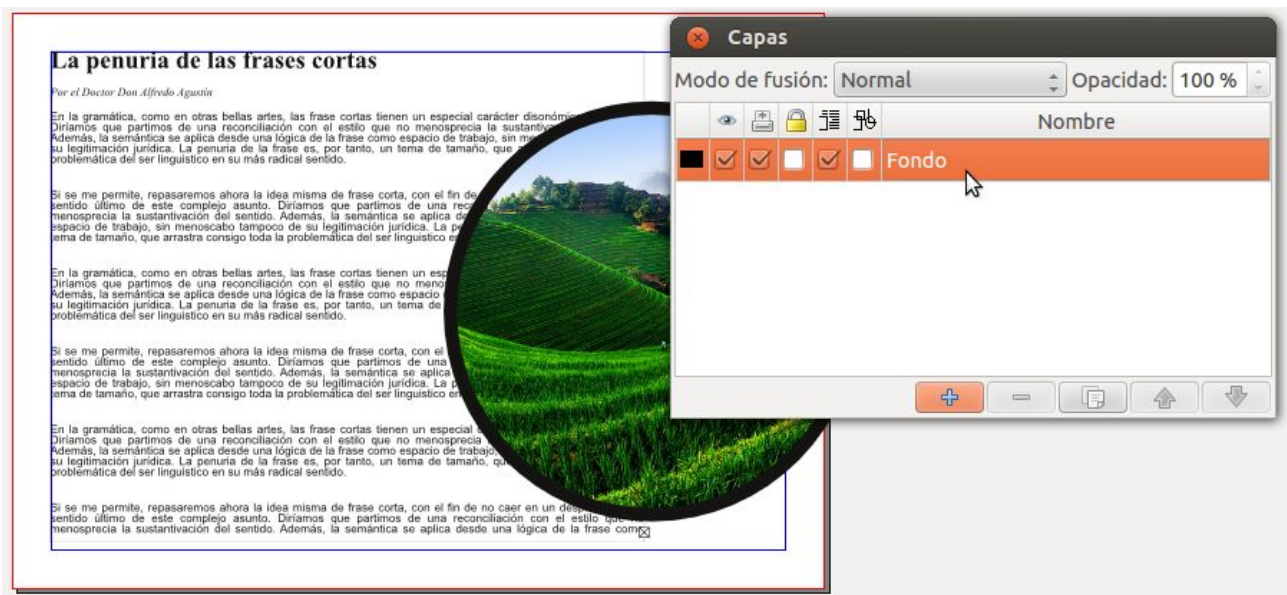 La penuria de las frases cortas
Por el Doctor Don Alfredo Agustín
En la gramática, como en otras bellas artes, las frase cortas tienen un especial carácter
Diríamos que partimos de una reconciliación con el estilo que no menosprecia la
Además, la semántica se aplica desde una lógica de la frase como espacio de trabajo, sin
su legitimación jurídica. La penuria de la frase es, por tanto, un tema de tamaño, que
problemática del ser linguistico en su más radical sentido.
Si se me permite, repasaremos ahora la idea misma de frase corta, con el fin de
sentido último de este complejo asunto. Diríamos que partimos de una
menosprecia la sustantivación del sentido. Además, la semántica se aplica
espacio de trabajo, sin menoscabo tampoco de su legitimación jurídica. La
tema de tamaño, que arrastra consigo toda la problemática del ser linguistico
En la gramática, como en otras bellas artes, las frase cortas tienen un
Diríamos que partimos de una reconciliación con el estilo que no
Además, la semántica se aplica desde una lógica de la frase como espacio
su legitimación jurídica. La penuria de la frase es, por tanto, un tema de
problemática del ser linguistico en su más radical sentido.
Si se me permite, repasaremos ahora la idea misma de frase corta, con el
sentido último de este complejo asunto. Diríamos que partimos de una
menosprecia la sustantivación del sentido. Además, la semántica se aplica
espacio de trabajo, sin menoscabo tampoco de su legitimación jurídica. La
tema de tamaño, que arrastra consigo toda la problemática del ser linguistico
En la gramática, como en otras bellas artes, las frase cortas tienen un especial
Diríamos que partimos de una reconciliación con el estilo que no menosprecia
Además, la semántica se aplica desde una lógica de la frase como espacio de trabajo,
su legitimación jurídica. La penuria de la frase es, por tanto, un tema de tamaño,
problemática del ser linguistico en su más radical sentido.
Si se me permite, repasaremos ahora la idea misma de frase corta, con el fin de no caer en un
sentido último de este complejo asunto. Diríamos que partimos de una reconciliación con el estilo
menosprecia la sustantivación del sentido. Además, la semántica se aplica desde una lógica de la frase como
Capas
Modo de fusión: Normal Opacidad: 100 %
Nombre
Fondo